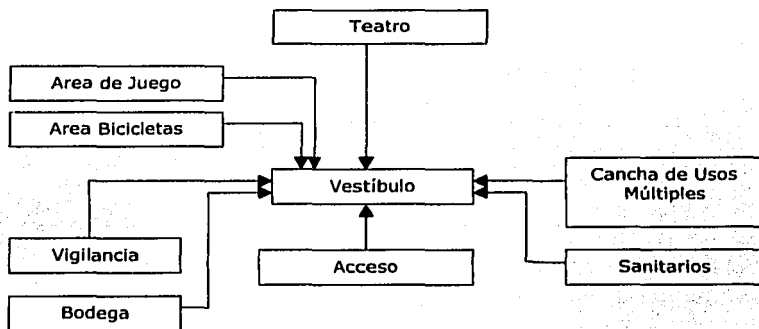 Teatro
Area de Juego
Area Bicicletas
Vestíbulo
Cancha de Usos
Múltiples
Vigilancia
Acceso
Sanitarios
Bodega